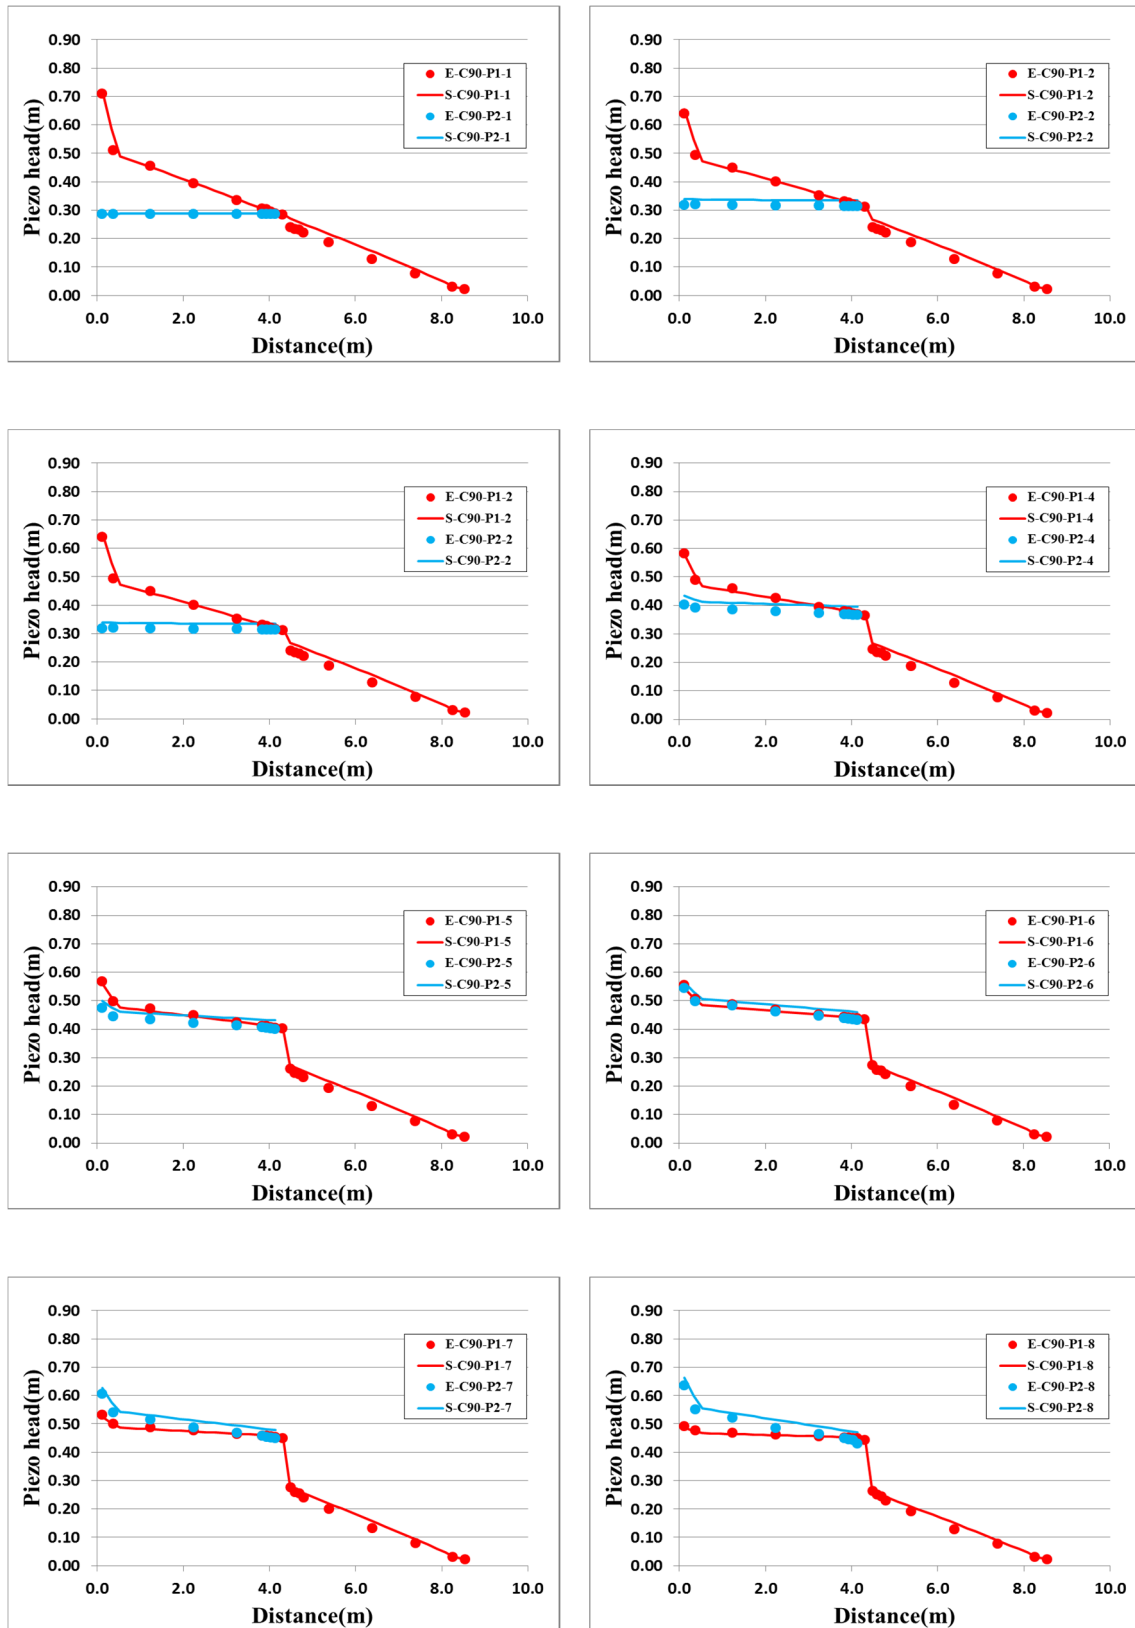 0.90
0.80
0.70
0.60
0.50
0.40
0.30
0.20
0.10
0.00
Piezo head(m)
E-C90-P1-1
S-C90-P1-1
E-C90-P2-1
S-C90-P2-1
0.0 2.0 4.0 6.0 8.0 10.0
Distance(m)
0.90
0.80
0.70
0.60
0.50
0.40
0.30
0.20
0.10
0.00
Piezo head(m)
E-C90-P1-2
S-C90-P1-2
E-C90-P2-2
S-C90-P2-2
0.0 2.0 4.0 6.0 8.0 10.0
Distance(m)
0.90
0.80
0.70
0.60
0.50
0.40
0.30
0.20
0.10
0.00
Piezo head(m)
E-C90-P1-2
S-C90-P1-2
E-C90-P2-2
S-C90-P2-2
0.0 2.0 4.0 6.0 8.0 10.0
Distance(m)
0.90
0.80
0.70
0.60
0.50
0.40
0.30
0.20
0.10
0.00
Piezo head(m)
E-C90-P1-4
S-C90-P1-4
E-C90-P2-4
S-C90-P2-4
0.0 2.0 4.0 6.0 8.0 10.0
Distance(m)
0.90
0.80
0.70
0.60
0.50
0.40
0.30
0.20
0.10
0.00
Piezo head(m)
E-C90-P1-5
S-C90-P1-5
E-C90-P2-5
S-C90-P2-5
0.0 2.0 4.0 6.0 8.0 10.0
Distance(m)
0.90
0.80
0.70
0.60
0.50
0.40
0.30
0.20
0.10
0.00
Piezo head(m)
E-C90-P1-6
S-C90-P1-6
E-C90-P2-6
S-C90-P2-6
0.0 2.0 4.0 6.0 8.0 10.0
Distance(m)
0.90
0.80
0.70
0.60
0.50
0.40
0.30
0.20
0.10
0.00
Piezo head(m)
E-C90-P1-7
S-C90-P1-7
E-C90-P2-7
S-C90-P2-7
0.0 2.0 4.0 6.0 8.0 10.0
Distance(m)
0.90
0.80
0.70
0.60
0.50
0.40
0.30
0.20
0.10
0.00
Piezo head(m)
E-C90-P1-8
S-C90-P1-8
E-C90-P2-8
S-C90-P2-8
0.0 2.0 4.0 6.0 8.0 10.0
Distance(m)